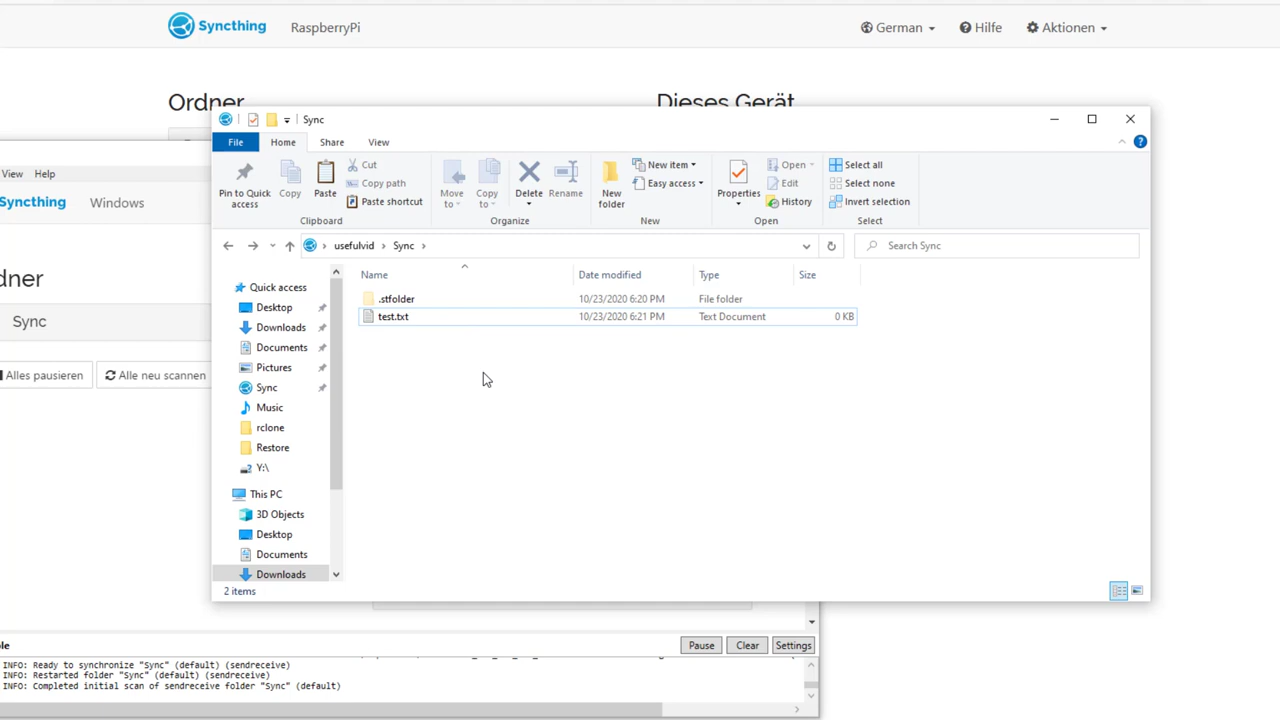 Syncthing RaspberryPi German Hilfe Aktionen
Ordner Dieses Gerät
Sync
File Home Share View
View Help
Syncthing Windows
Pin to Quick access
Copy
Paste
Cut
Copy path
Paste shortcut
Clipboard
Move to
Copy to
Delete
Rename
Organize
New folder
New item
Easy access
New
Properties
Open
Edit
History
Open
Select all
Select none
Invert selection
Select
usefulvid Sync
Search Sync
Name Date modified Type Size
.stfolder 10/23/2020 6:20 PM File folder
test.txt 10/23/2020 6:21 PM Text Document 0 KB
Quick access
Desktop
Downloads
Documents
Pictures
Sync
Music
rclone
Restore
Y:\
This PC
3D Objects
Desktop
Documents
Downloads
2 items
dner
Sync
Alles pausieren Alle neu scannen
le
Pause Clear Settings
INFO: Ready to synchronize "Sync" (default) (sendreceive)
INFO: Restarted folder "Sync" (default) (sendreceive)
INFO: Completed initial scan of sendreceive folder "Sync" (default)